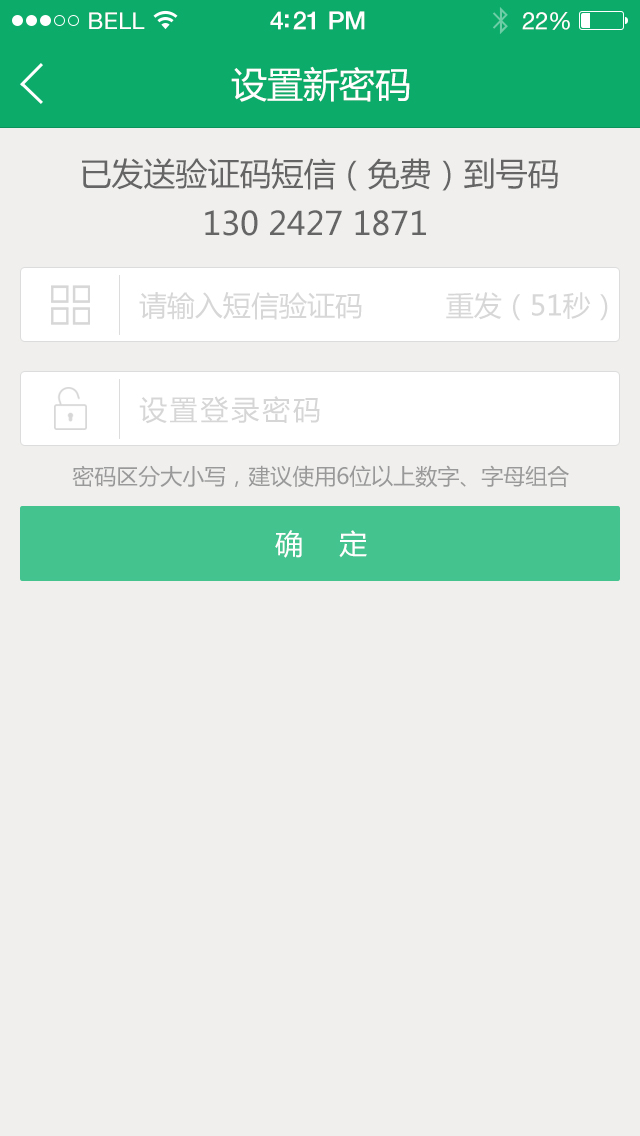 BELL 4:21 PM 22%
设置新密码
已发送验证码短信（免费）到号码
130 2427 1871
请输入短信验证码 重发（51秒）
设置登录密码
密码区分大小写，建议使用6位以上数字、字母组合
确 定